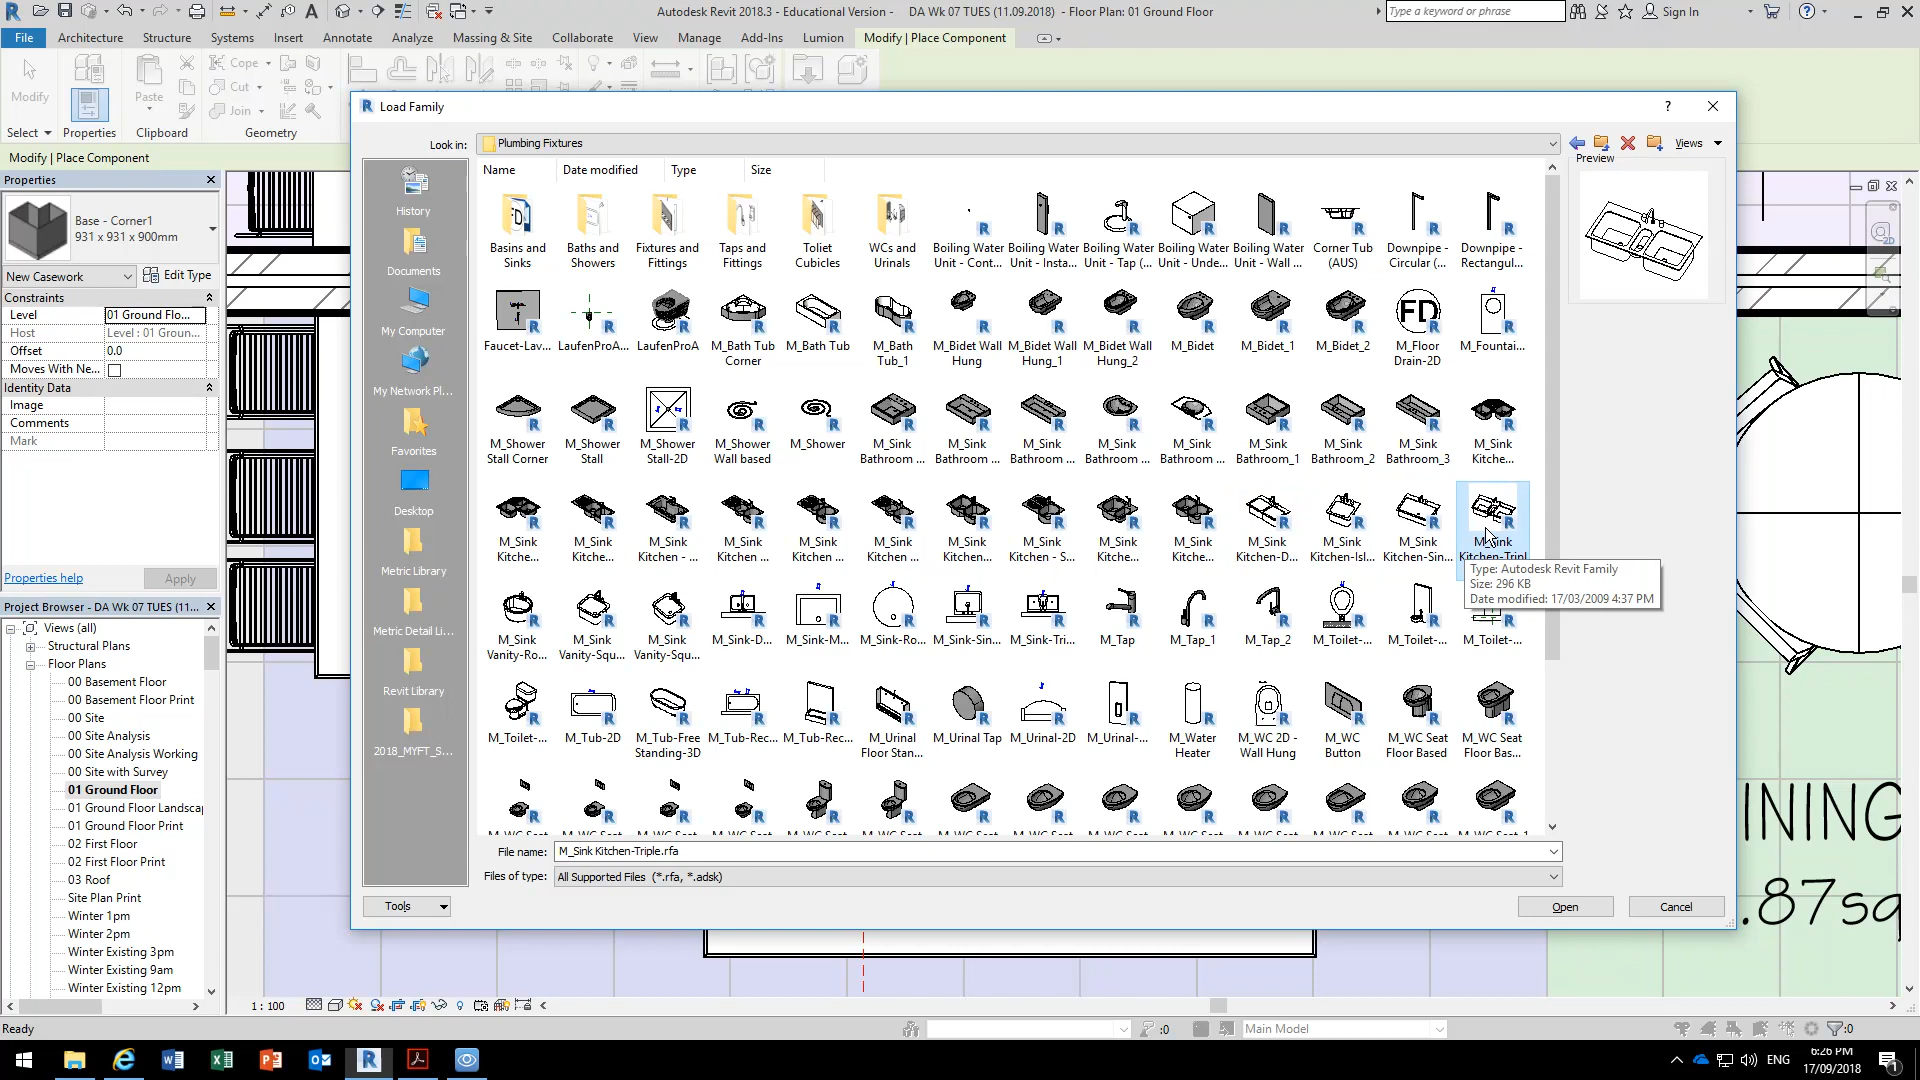 Autodesk Revit 2018.3 - Educational Version - DA Wk 07 TUES (11.09.2018) - Floor Plan: 01 Ground Floor
Type a keyword or phrase
Sign In
File Architecture Structure Systems Insert Annotate Analyze Massing & Site Collaborate View Manage Add-Ins Lumion Modify | Place Component
Modify
Paste
Cope
Cut
Join
Select Properties Clipboard Geometry
Modify | Place Component
Properties
Base - Corner1
931 x 931 x 900mm
New Casework
Edit Type
Constraints
Level 01 Ground Flo...
Host Level : 01 Groun...
Offset 0.0
Moves With Ne...
Identity Data
Image
Comments
Mark
Properties help
Apply
Project Browser - DA Wk 07 TUES (11...
Views (all)
Structural Plans
Floor Plans
00 Basement Floor
00 Basement Floor Print
00 Site
00 Site Analysis
00 Site Analysis Working
00 Site with Survey
01 Ground Floor
01 Ground Floor Landscap
01 Ground Floor Print
02 First Floor
02 First Floor Print
03 Roof
Site Plan Print
Winter 1pm
Winter 2pm
Winter Existing 3pm
Winter Existing 9am
Winter Existing 12pm
Load Family
Look in: Plumbing Fixtures
Views
Preview
History
Documents
My Computer
My Network Pl...
Favorites
Desktop
Metric Library
Metric Detail Li...
Revit Library
2018_MYFT_S...
Name Date modified Type Size
Basins and Sinks
Baths and Showers
Fixtures and Fittings
Taps and Fittings
Toliet Cubicles
WCs and Urinals
Boiling Water Unit - Cont...
Boiling Water Unit - Insta...
Boiling Water Unit - Tap (...
Boiling Water Unit - Unde...
Boiling Water Unit - Wall ...
Corner Tub (AUS)
Downpipe - Circular (...
Downpipe - Rectangul...
Faucet-Lav...
LaufenProA...
LaufenProA
M_Bath Tub Corner
M_Bath Tub
M_Bath Tub_1
M_Bidet Wall Hung
M_Bidet Wall Hung_1
M_Bidet Wall Hung_2
M_Bidet
M_Bidet_1
M_Bidet_2
FD
M_Floor Drain-2D
M_Fountai...
M_Shower Stall Corner
M_Shower Stall
M_Shower Stall-2D
M_Shower Wall based
M_Shower
M_Sink Bathroom ...
M_Sink Bathroom ...
M_Sink Bathroom ...
M_Sink Bathroom ...
M_Sink Bathroom ...
M_Sink Bathroom_1
M_Sink Bathroom_2
M_Sink Bathroom_3
M_Sink Kitche...
M_Sink Kitche...
M_Sink Kitche...
M_Sink Kitchen - ...
M_Sink Kitchen ...
M_Sink Kitchen ...
M_Sink Kitchen ...
M_Sink Kitchen - S...
M_Sink Kitche...
M_Sink Kitche...
M_Sink Kitchen-D...
M_Sink Kitchen-Isl...
M_Sink Kitchen-Sin...
M_Sink Kitchen-Tripl
Type: Autodesk Revit Family
Size: 296 KB
Date modified: 17/03/2009 4:37 PM
M_Sink Vanity-Ro...
M_Sink Vanity-Squ...
M_Sink Vanity-Squ...
M_Sink-D...
M_Sink-M...
M_Sink-Ro...
M_Sink-Sin...
M_Sink-Tri...
M_Tap
M_Tap_1
M_Tap_2
M_Toilet-...
M_Toilet-...
M_Toilet-...
M_Toilet-...
M_Tub-2D
M_Tub-Free Standing-3D
M_Tub-Rec...
M_Tub-Rec...
M_Urinal Floor Stan...
M_Urinal Tap
M_Urinal-2D
M_Urinal-...
M_Water Heater
M_WC 2D - Wall Hung
M_WC Button
M_WC Seat Floor Based
M_WC Seat Floor Bas...
File name: M_Sink Kitchen-Triple.rfa
Files of type: All Supported Files (*.rfa, *.adsk)
Tools
Open
Cancel
INING
.87sq
1 : 100
Ready
:0
Main Model
:0
ENG
6:26 PM
17/09/2018